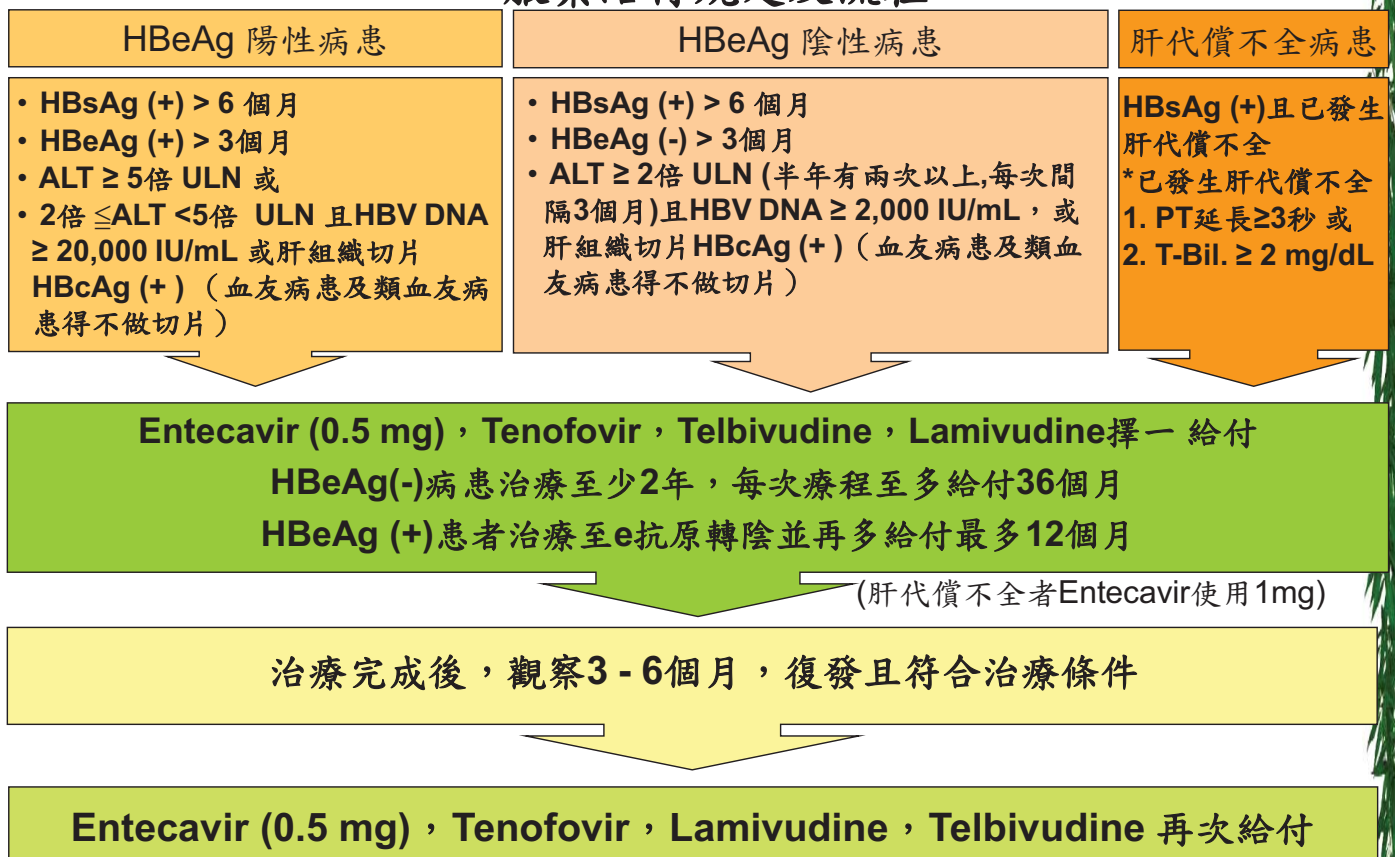 HBeAg 陽性病患
• HBsAg (+) > 6 個月
• HBeAg (+) > 3個月
• ALT ≥ 5倍 ULN 或
• 2倍 ≦ALT <5倍 ULN 且HBV DNA
≥ 20,000 IU/mL 或肝組織切片
HBcAg (+ ) （血友病患及類血友病
患得不做切片）
HBeAg 陰性病患
• HBsAg (+) > 6 個月
• HBeAg (-) > 3個月
• ALT ≥ 2倍 ULN (半年有兩次以上,每次間
隔3個月)且HBV DNA ≥ 2,000 IU/mL，或
肝組織切片HBcAg (+ )（血友病患及類血
友病患得不做切片）
肝代償不全病患
HBsAg (+)且已發生
肝代償不全
*已發生肝代償不全
1. PT延長≥3秒 或
2. T-Bil. ≥ 2 mg/dL
Entecavir (0.5 mg)，Tenofovir，Telbivudine，Lamivudine擇一 給付
HBeAg(-)病患治療至少2年，每次療程至多給付36個月
HBeAg (+)患者治療至e抗原轉陰並再多給付最多12個月
(肝代償不全者Entecavir使用1mg)
治療完成後，觀察3 - 6個月，復發且符合治療條件
Entecavir (0.5 mg)，Tenofovir，Lamivudine，Telbivudine 再次給付